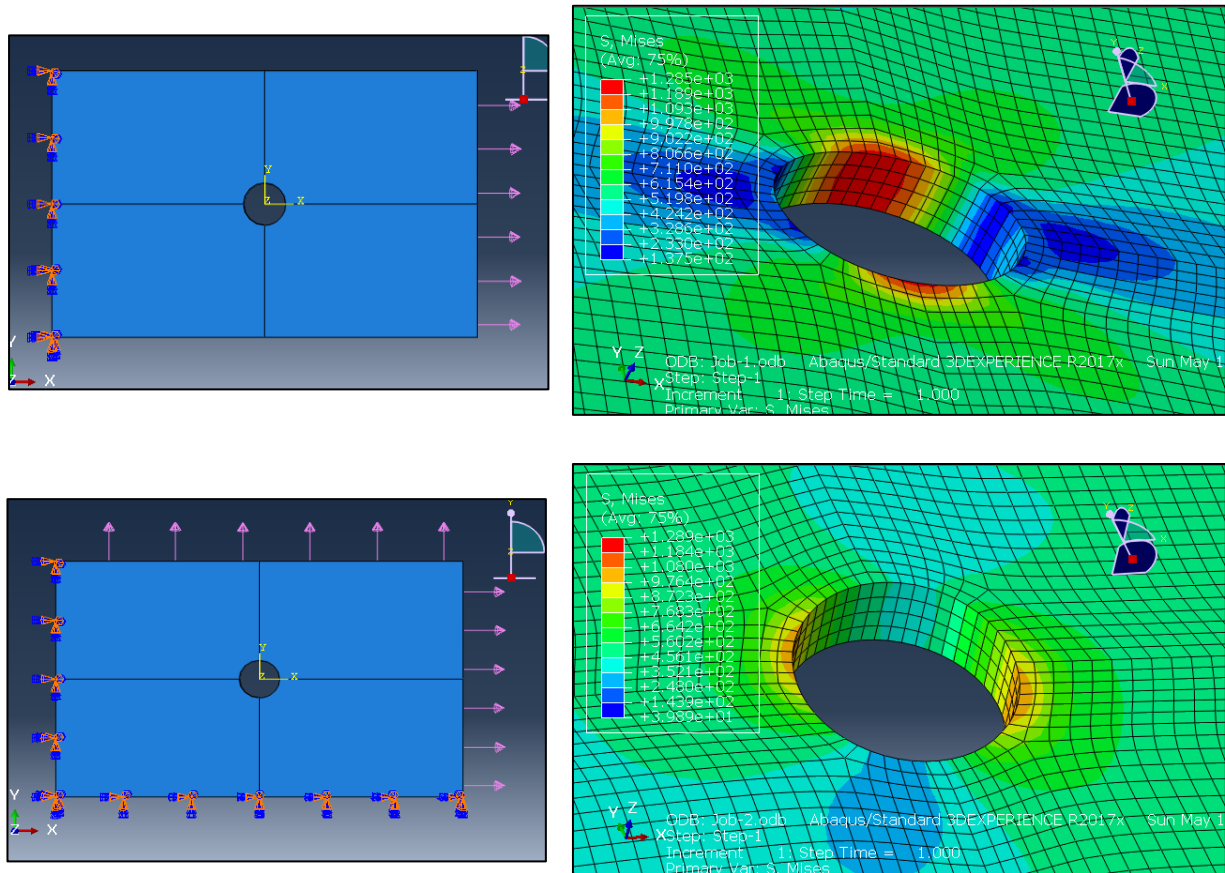 Y
Z X
Y
Z
X
S, Mises
(Avg: 75%)
+1.285e+03
+1.189e+03
+1.093e+03
+9.978e+02
+9.022e+02
+8.066e+02
+7.110e+02
+6.154e+02
+5.198e+02
+4.242e+02
+3.286e+02
+2.330e+02
+1.375e+02
Y Z
X
ODB: Job-1.odb Abaqus/Standard 3DEXPERIENCE R2017x Sun May 1
Step: Step-1
Increment 1: Step Time = 1.000
Primary Var: S, Mises
Y
Z X
Y
Z X
S, Mises
(Avg: 75%)
+1.289e+03
+1.184e+03
+1.080e+03
+9.764e+02
+8.723e+02
+7.683e+02
+6.642e+02
+5.602e+02
+4.561e+02
+3.521e+02
+2.480e+02
+1.439e+02
+3.989e+01
Y Z
X
ODB: Job-2.odb Abaqus/Standard 3DEXPERIENCE R2017x Sun May 1
Step: Step-1
Increment 1: Step Time = 1.000